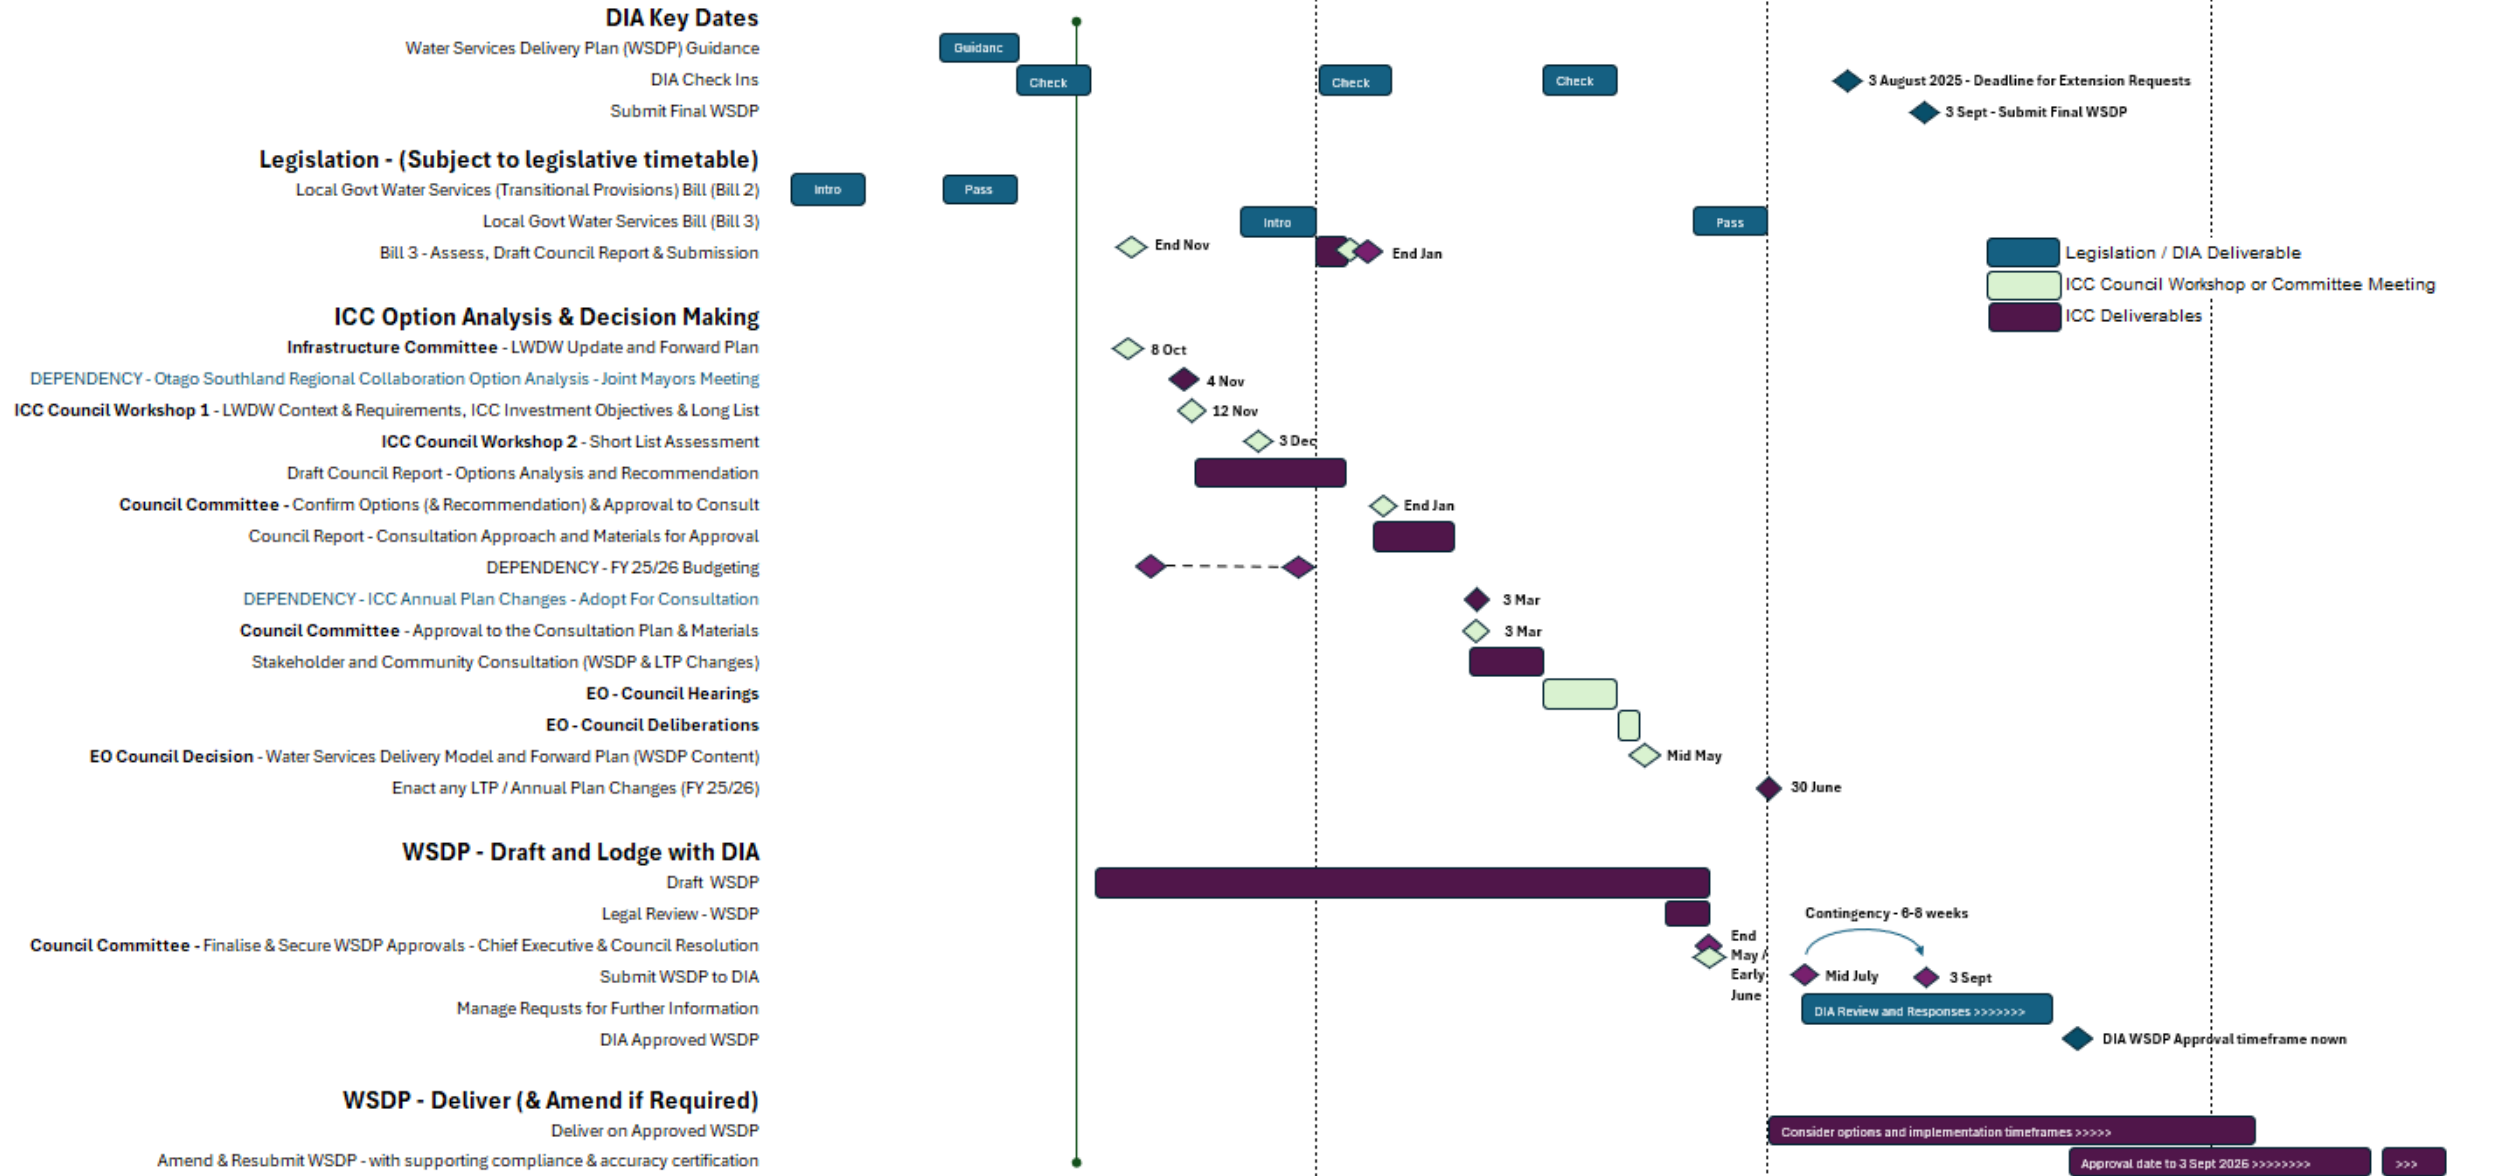 DIA Key Dates
Water Services Delivery Plan (WSDP) Guidance
Guidanc
DIA Check Ins
Check
Check
Check
3 August 2025 - Deadline for Extension Requests
Submit Final WSDP
3 Sept - Submit Final WSDP
Legislation - (Subject to legislative timetable)
Local Govt Water Services (Transitional Provisions) Bill (Bill 2)
Intro
Pass
Local Govt Water Services Bill (Bill 3)
Intro
Pass
Bill 3 - Assess, Draft Council Report & Submission
End Nov
End Jan
Legislation / DIA Deliverable
ICC Council Workshop or Committee Meeting
ICC Deliverables
ICC Option Analysis & Decision Making
Infrastructure Committee - LWDW Update and Forward Plan
8 Oct
DEPENDENCY - Otago Southland Regional Collaboration Option Analysis - Joint Mayors Meeting
4 Nov
ICC Council Workshop 1 - LWDW Context & Requirements, ICC Investment Objectives & Long List
12 Nov
ICC Council Workshop 2 - Short List Assessment
3 Dec
Draft Council Report - Options Analysis and Recommendation
Council Committee - Confirm Options (& Recommendation) & Approval to Consult
End Jan
Council Report - Consultation Approach and Materials for Approval
DEPENDENCY - FY 25/26 Budgeting
DEPENDENCY - ICC Annual Plan Changes - Adopt For Consultation
3 Mar
Council Committee - Approval to the Consultation Plan & Materials
3 Mar
Stakeholder and Community Consultation (WSDP & LTP Changes)
EO - Council Hearings
EO - Council Deliberations
EO Council Decision - Water Services Delivery Model and Forward Plan (WSDP Content)
Mid May
Enact any LTP / Annual Plan Changes (FY 25/26)
30 June
WSDP - Draft and Lodge with DIA
Draft WSDP
Legal Review - WSDP
Contingency - 6-8 weeks
Council Committee - Finalise & Secure WSDP Approvals - Chief Executive & Council Resolution
End
May /
Early
June
Submit WSDP to DIA
Mid July
3 Sept
Manage Requsts for Further Information
DIA Review and Responses >>>>>>>
DIA Approved WSDP
DIA WSDP Approval timeframe nown
WSDP - Deliver (& Amend if Required)
Deliver on Approved WSDP
Consider options and implementation timeframes >>>>>
Amend & Resubmit WSDP - with supporting compliance & accuracy certification
Approval date to 3 Sept 2026 >>>>>>>>
>>>